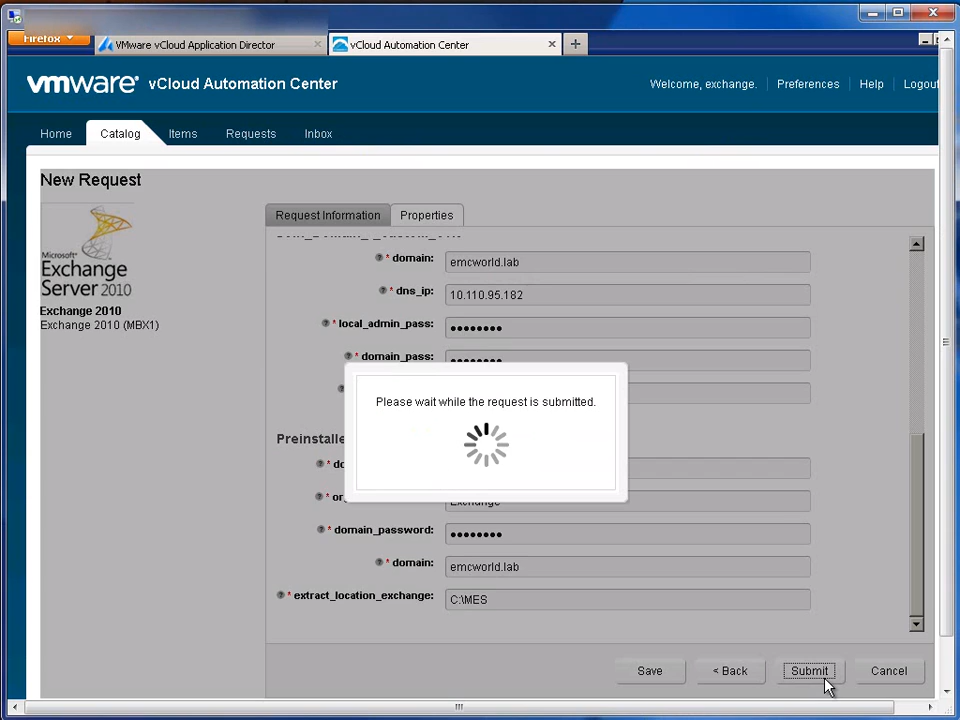 Firefox
VMware vCloud Application Director
vCloud Automation Center
vmware vCloud Automation Center
Welcome, exchange.
Preferences
Help
Logout
Home
Catalog
Items
Requests
Inbox
New Request
Microsoft
Exchange
Server 2010
Exchange 2010
Exchange 2010 (MBX1)
Request Information
Properties
* domain:
emcworld.lab
* dns_ip:
10.110.95.182
* local_admin_pass:
●●●●●●●●
* domain_pass:
●●●●●●●●
Please wait while the request is submitted.
Preinstalle
* do
* or
Exchange
* domain_password:
●●●●●●●●
* domain:
emcworld.lab
* extract_location_exchange:
C:\MES
Save
< Back
Submit
Cancel